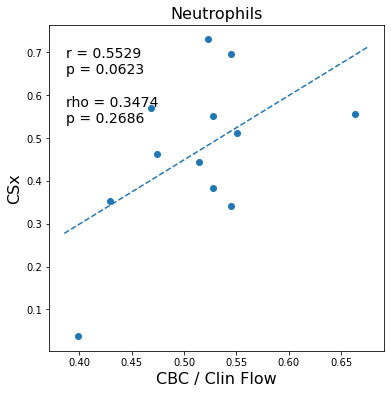 Neutrophils
r = 0.5529
p = 0.0623
rho = 0.3474
p = 0.2686
0.7
0.6
0.5
0.4
0.3
0.2
0.1
CSx
0.40
0.45
0.50
0.55
0.60
0.65
CBC / Clin Flow